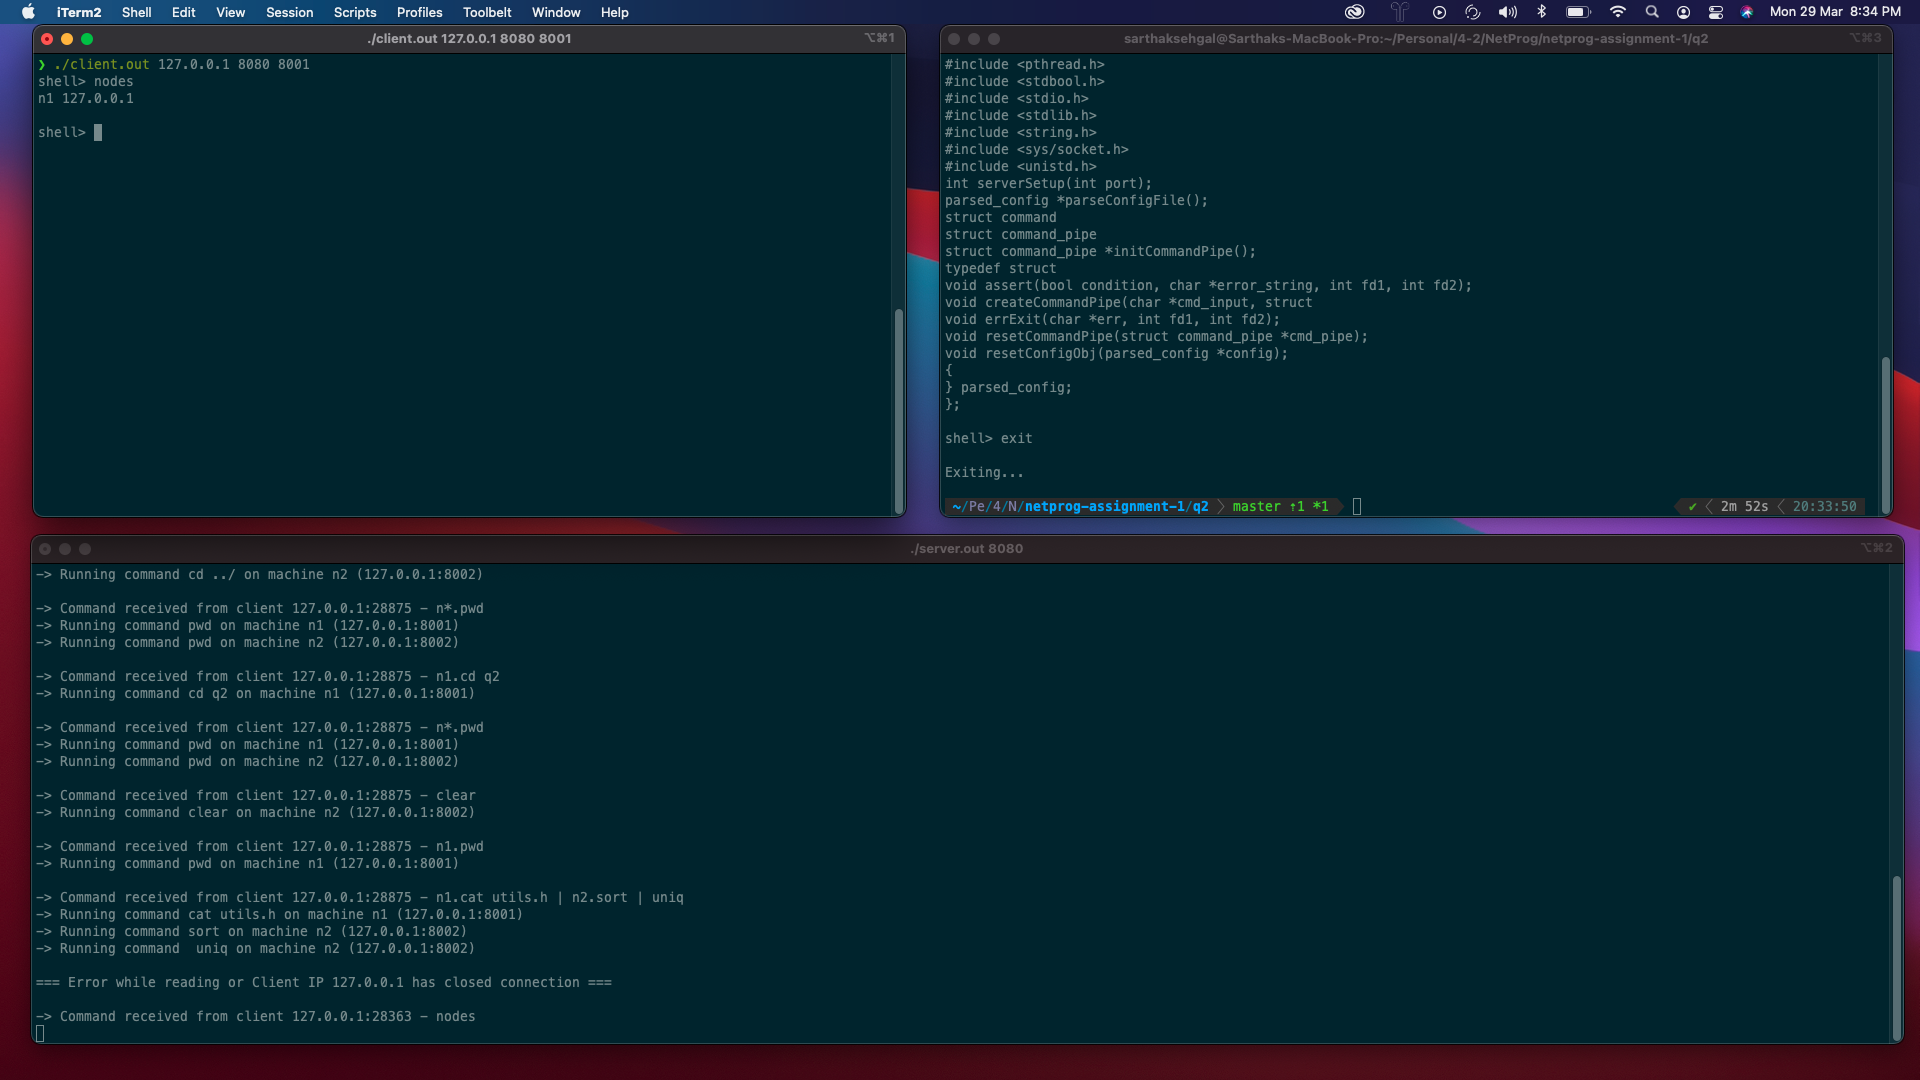 iTerm2 Shell Edit View Session Scripts Profiles Toolbelt Window Help Mon 29 Mar 8:34 PM
./client.out 127.0.0.1 8080 8001 ⌥⌘1
❯ ./client.out 127.0.0.1 8080 8001
shell> nodes
n1 127.0.0.1
shell>
sarthaksehgal@Sarthaks-MacBook-Pro:~/Personal/4-2/NetProg/netprog-assignment-1/q2 ⌥⌘3
#include <pthread.h>
#include <stdbool.h>
#include <stdio.h>
#include <stdlib.h>
#include <string.h>
#include <sys/socket.h>
#include <unistd.h>
int serverSetup(int port);
parsed_config *parseConfigFile();
struct command
struct command_pipe
struct command_pipe *initCommandPipe();
typedef struct
void assert(bool condition, char *error_string, int fd1, int fd2);
void createCommandPipe(char *cmd_input, struct
void errExit(char *err, int fd1, int fd2);
void resetCommandPipe(struct command_pipe *cmd_pipe);
void resetConfigObj(parsed_config *config);
{
} parsed_config;
};
shell> exit
Exiting...
~/Pe/4/N/netprog-assignment-1/q2 master ⇡1 *1 ✔ 2m 52s 20:33:50
./server.out 8080 ⌥⌘2
-> Running command cd ../ on machine n2 (127.0.0.1:8002)
-> Command received from client 127.0.0.1:28875 - n*.pwd
-> Running command pwd on machine n1 (127.0.0.1:8001)
-> Running command pwd on machine n2 (127.0.0.1:8002)
-> Command received from client 127.0.0.1:28875 - n1.cd q2
-> Running command cd q2 on machine n1 (127.0.0.1:8001)
-> Command received from client 127.0.0.1:28875 - n*.pwd
-> Running command pwd on machine n1 (127.0.0.1:8001)
-> Running command pwd on machine n2 (127.0.0.1:8002)
-> Command received from client 127.0.0.1:28875 - clear
-> Running command clear on machine n2 (127.0.0.1:8002)
-> Command received from client 127.0.0.1:28875 - n1.pwd
-> Running command pwd on machine n1 (127.0.0.1:8001)
-> Command received from client 127.0.0.1:28875 - n1.cat utils.h | n2.sort | uniq
-> Running command cat utils.h on machine n1 (127.0.0.1:8001)
-> Running command sort on machine n2 (127.0.0.1:8002)
-> Running command  uniq on machine n2 (127.0.0.1:8002)
=== Error while reading or Client IP 127.0.0.1 has closed connection ===
-> Command received from client 127.0.0.1:28363 - nodes